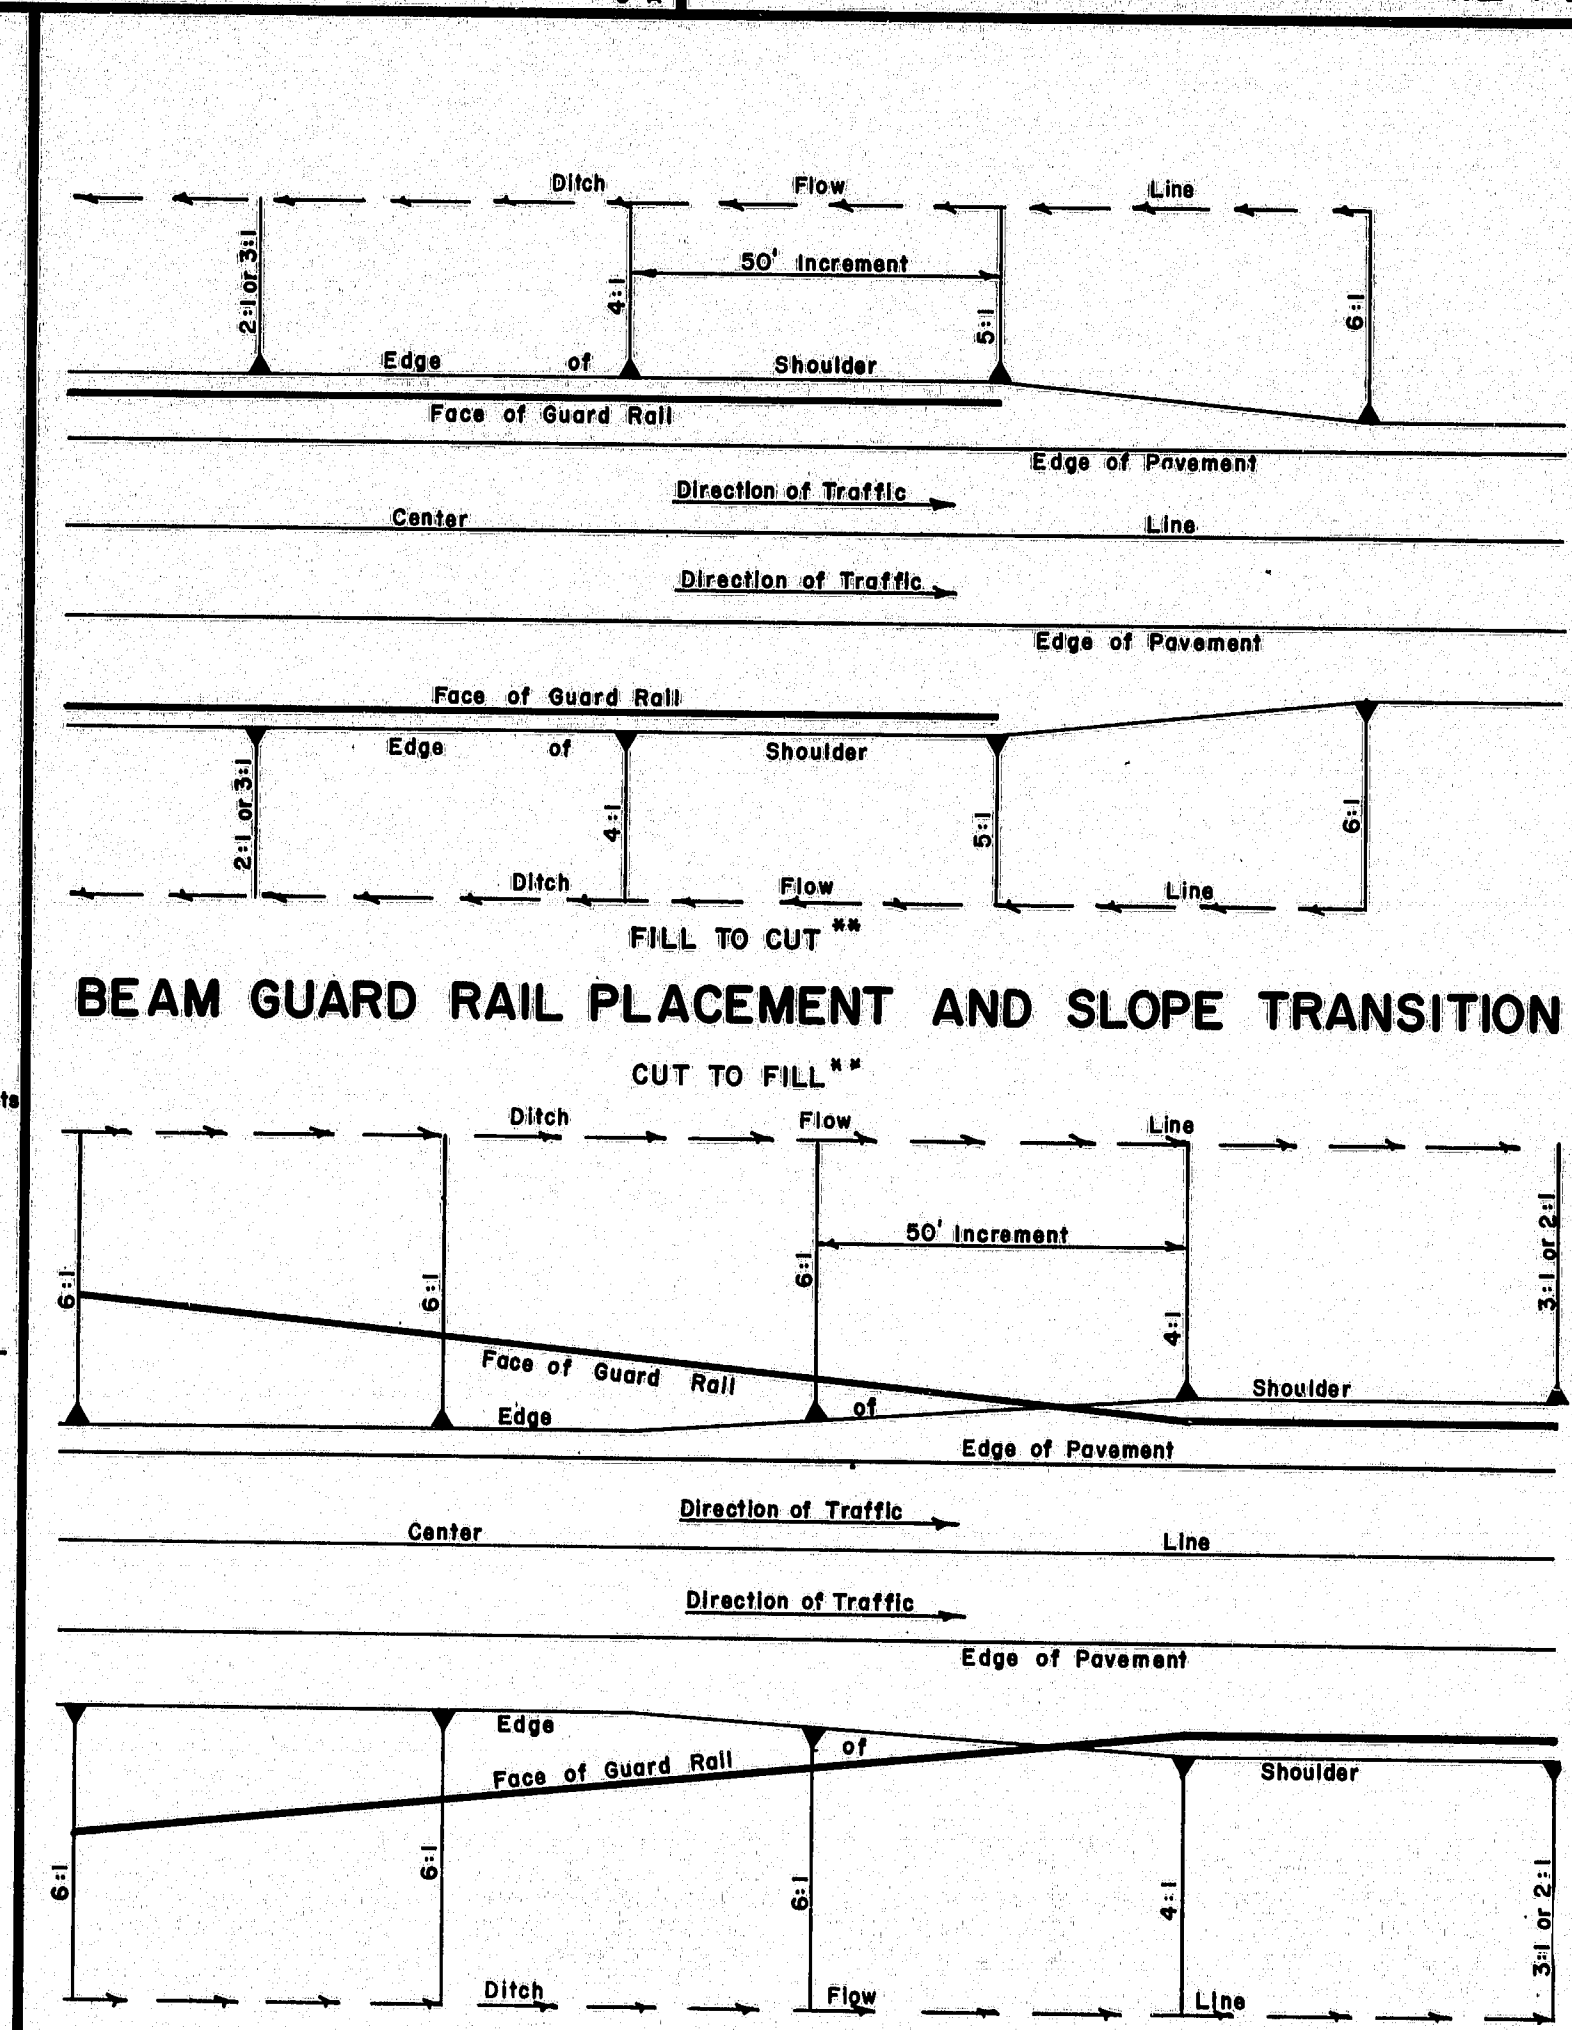 Ditch Flow Line
2:1 or 3:1
4:1
50' Increment
5:1
6:1
Edge of Shoulder
Face of Guard Rail
Edge of Pavement
Direction of Traffic
Center Line
Direction of Traffic
Edge of Pavement
Face of Guard Rail
Edge of Shoulder
2:1 or 3:1
4:1
5:1
6:1
Ditch Flow Line
FILL TO CUT **
BEAM GUARD RAIL PLACEMENT AND SLOPE TRANSITION
CUT TO FILL **
ts
Ditch Flow Line
6:1
6:1
6:1
50' Increment
4:1
3:1 or 2:1
Face of Guard Rail
Edge of Shoulder
Edge of Pavement
Direction of Traffic
Center Line
Direction of Traffic
Edge of Pavement
Edge of Shoulder
Face of Guard Rail
6:1
6:1
6:1
4:1
3:1 or 2:1
Ditch Flow Line